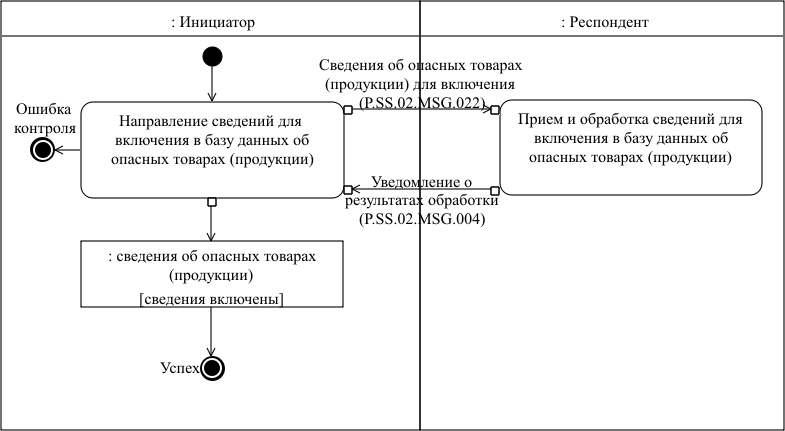 : Инициатор
: Респондент
Сведения об опасных товарах
(продукции) для включения
(P.SS.02.MSG.022)
Ошибка
контроля
Направление сведений для
включения в базу данных об
опасных товарах (продукции)
Прием и обработка сведений для
включения в базу данных об
опасных товарах (продукции)
Уведомление о
результатах обработки
(P.SS.02.MSG.004)
: сведения об опасных товарах
(продукции)
[сведения включены]
Успех